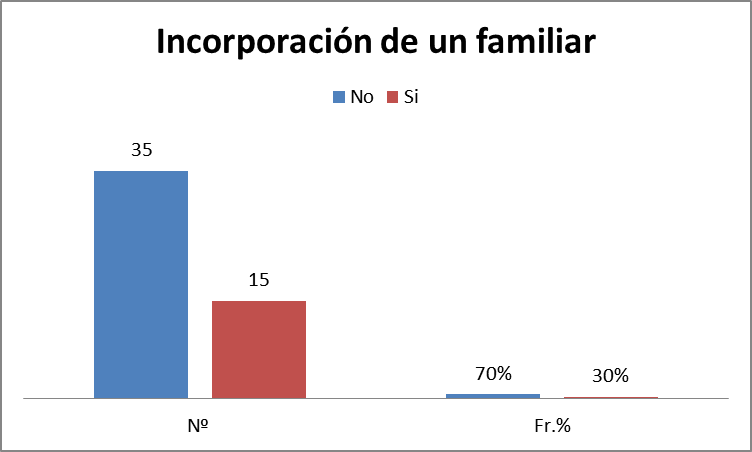 Incorporación de un familiar
No Si
35
15
70% 30%
Nº Fr.%